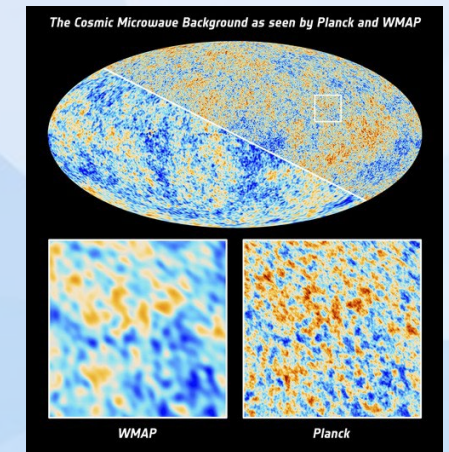 The Cosmic Microwave Background as seen by Planck and WMAP
WMAP
Planck